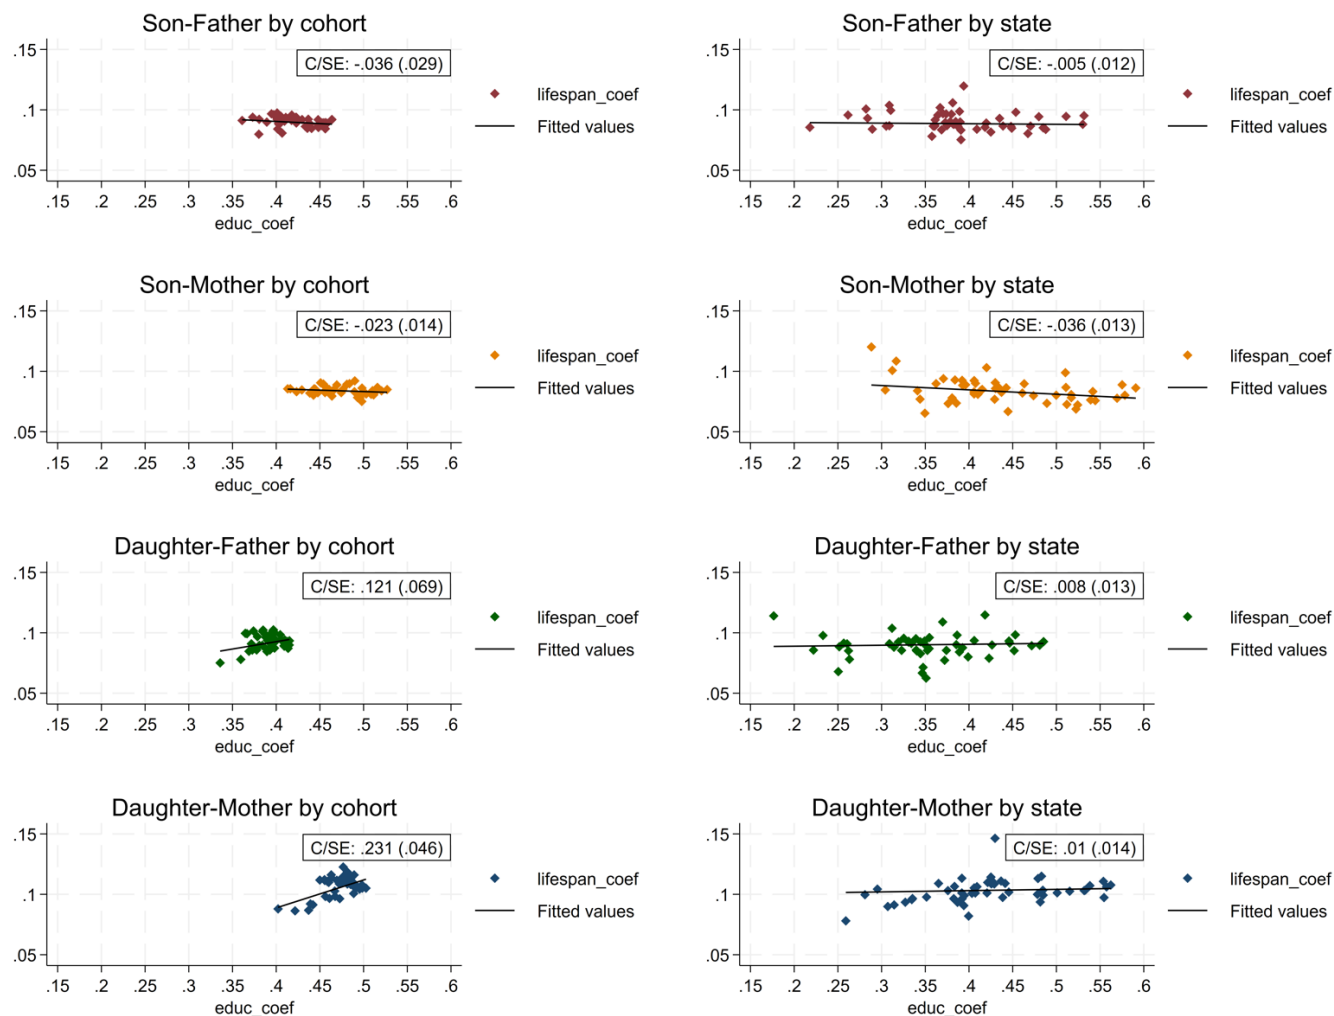 Son-Father by cohort
.15
C/SE: -.036 (.029)
.1
.05
lifespan_coef
Fitted values
.15 .2 .25 .3 .35 .4 .45 .5 .55 .6
educ_coef
Son-Father by state
.15
C/SE: -.005 (.012)
.1
.05
lifespan_coef
Fitted values
.15 .2 .25 .3 .35 .4 .45 .5 .55 .6
educ_coef
Son-Mother by cohort
.15
C/SE: -.023 (.014)
.1
.05
lifespan_coef
Fitted values
.15 .2 .25 .3 .35 .4 .45 .5 .55 .6
educ_coef
Son-Mother by state
.15
C/SE: -.036 (.013)
.1
.05
lifespan_coef
Fitted values
.15 .2 .25 .3 .35 .4 .45 .5 .55 .6
educ_coef
Daughter-Father by cohort
.15
C/SE: .121 (.069)
.1
.05
lifespan_coef
Fitted values
.15 .2 .25 .3 .35 .4 .45 .5 .55 .6
educ_coef
Daughter-Father by state
.15
C/SE: .008 (.013)
.1
.05
lifespan_coef
Fitted values
.15 .2 .25 .3 .35 .4 .45 .5 .55 .6
educ_coef
Daughter-Mother by cohort
.15
C/SE: .231 (.046)
.1
.05
lifespan_coef
Fitted values
.15 .2 .25 .3 .35 .4 .45 .5 .55 .6
educ_coef
Daughter-Mother by state
.15
C/SE: .01 (.014)
.1
.05
lifespan_coef
Fitted values
.15 .2 .25 .3 .35 .4 .45 .5 .55 .6
educ_coef